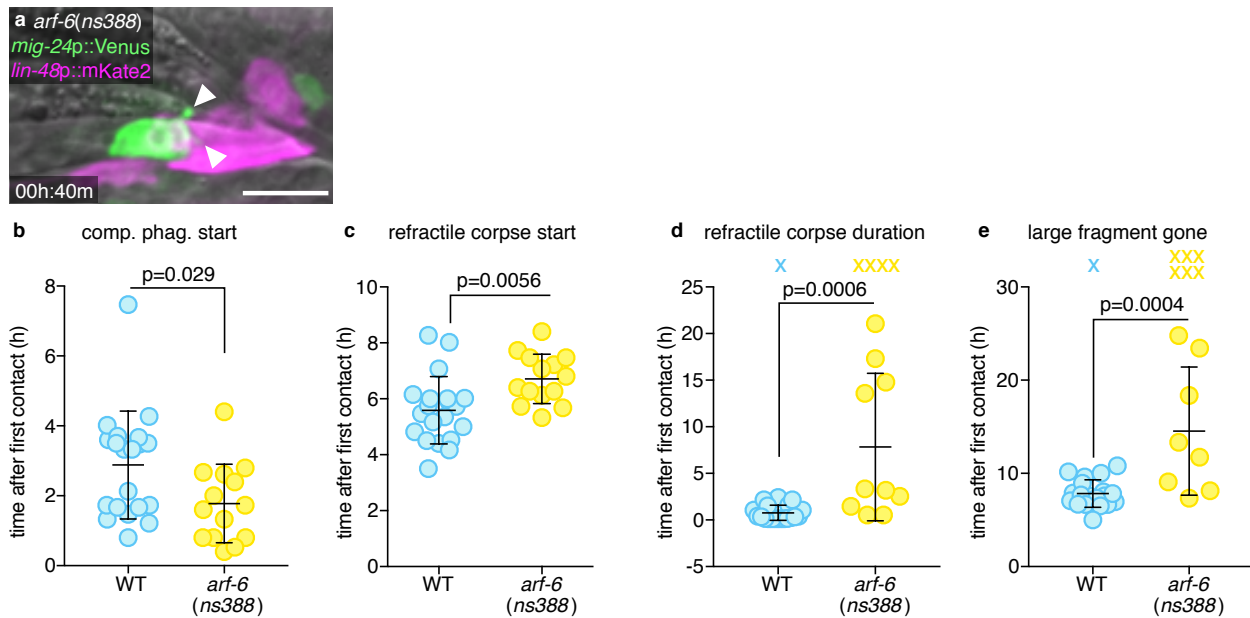 a arf-6(ns388)
mig-24p::Venus
lin-48p::mKate2
00h:40m
b comp. phag. start
p=0.029
time after first contact (h)
8
6
4
2
0
WT
arf-6
(ns388)
c refractile corpse start
p=0.0056
time after first contact (h)
10
8
6
4
2
0
WT
arf-6
(ns388)
d refractile corpse duration
X
XXXX
p=0.0006
time after first contact (h)
25
20
15
10
5
0
-5
WT
arf-6
(ns388)
e large fragment gone
X
XXX
XXX
p=0.0004
time after first contact (h)
30
20
10
0
WT
arf-6
(ns388)